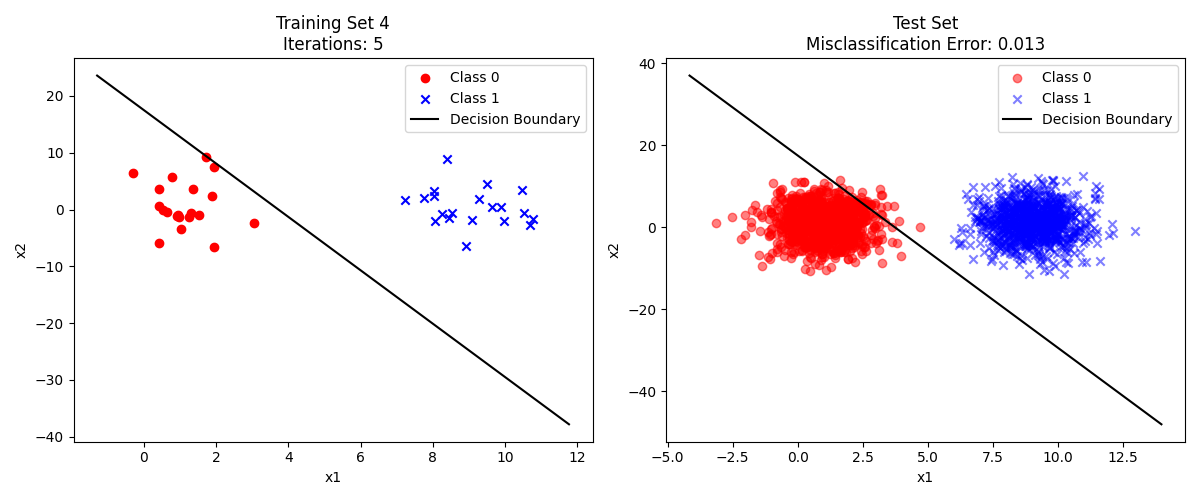 Training Set 4
Iterations: 5
Class 0
Class 1
Decision Boundary
20
10
0
−10
−20
−30
−40
x2
0
2
4
6
8
10
12
x1
Test Set
Misclassification Error: 0.013
Class 0
Class 1
Decision Boundary
40
20
0
−20
−40
x2
−5.0
−2.5
0.0
2.5
5.0
7.5
10.0
12.5
x1